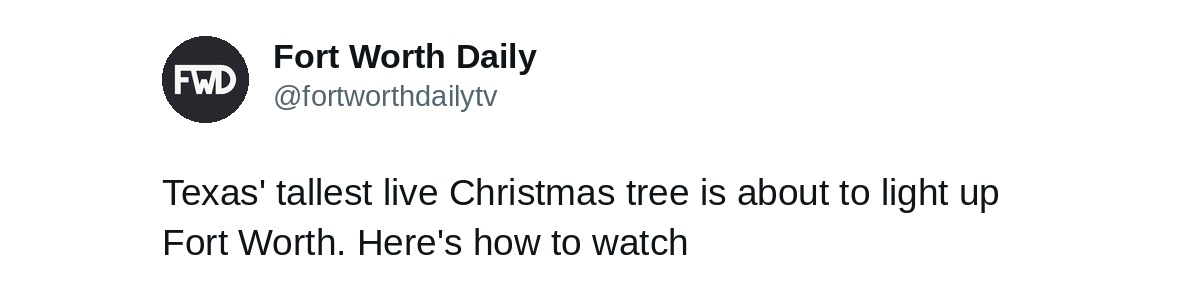 FWD
Fort Worth Daily
@fortworthdailytv
Texas' tallest live Christmas tree is about to light up
Fort Worth. Here's how to watch